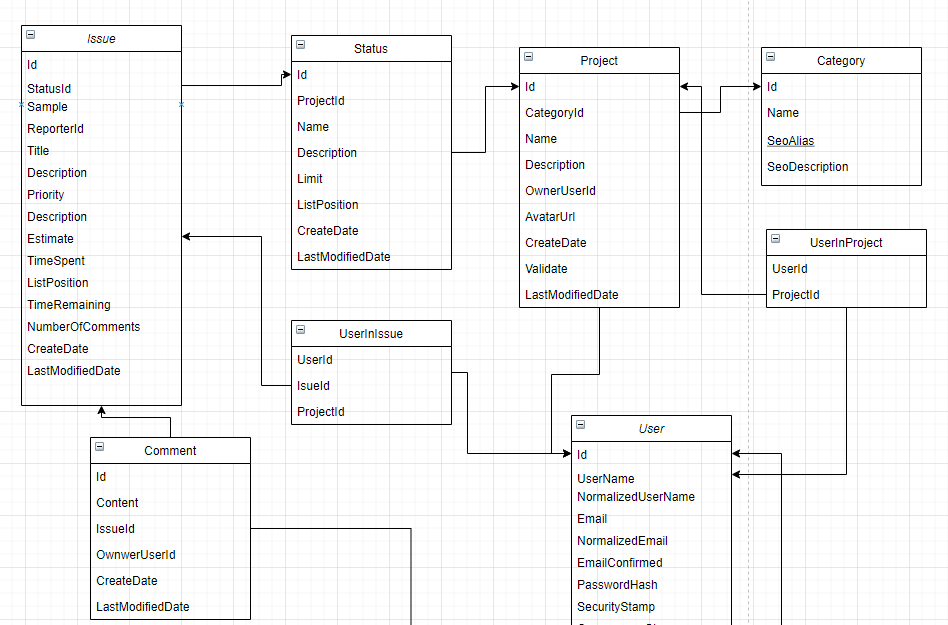 Issue
Id
StatusId
Sample
ReporterId
Title
Description
Priority
Description
Estimate
TimeSpent
ListPosition
TimeRemaining
NumberOfComments
CreateDate
LastModifiedDate
Status
Id
ProjectId
Name
Description
Limit
ListPosition
CreateDate
LastModifiedDate
Project
Id
CategoryId
Name
Description
OwnerUserId
AvatarUrl
CreateDate
Validate
LastModifiedDate
Category
Id
Name
SeoAlias
SeoDescription
UserInProject
UserId
ProjectId
UserInIssue
UserId
IsueId
ProjectId
Comment
Id
Content
IssueId
OwnwerUserId
CreateDate
LastModifiedDate
User
Id
UserName
NormalizedUserName
Email
NormalizedEmail
EmailConfirmed
PasswordHash
SecurityStamp